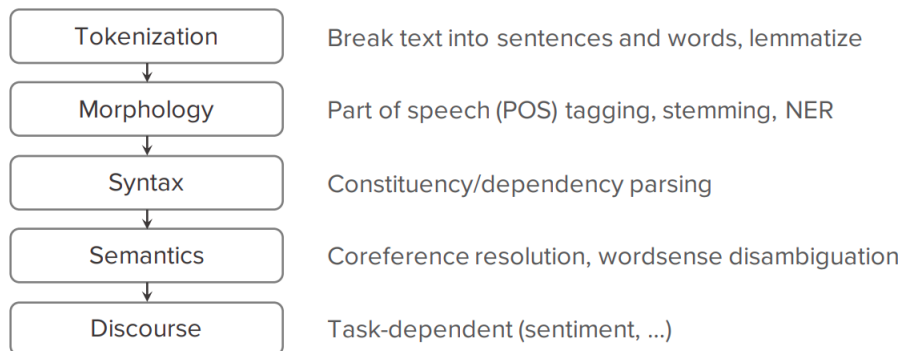 Tokenization Break text into sentences and words, lemmatize
Morphology Part of speech (POS) tagging, stemming, NER
Syntax Constituency/dependency parsing
Semantics Coreference resolution, wordsense disambiguation
Discourse Task-dependent (sentiment, ...)